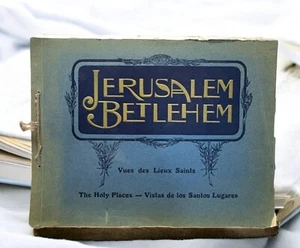 JERUSALEM
BETLEHEM
Vues des Lieux Saints
The Holy Places — Vistas de los Santos Lugares